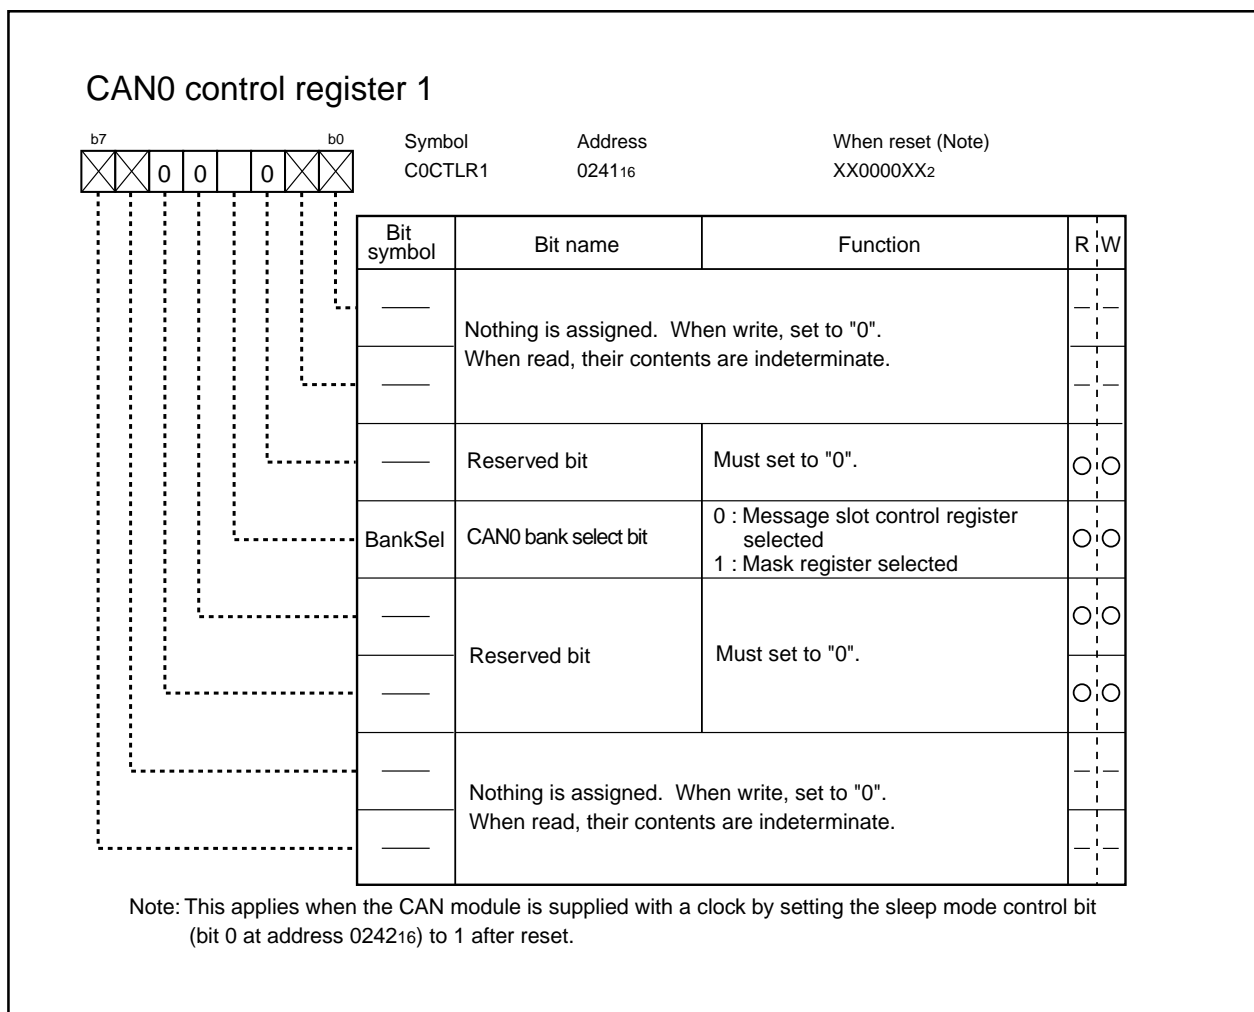 CAN0 control register 1
b7 b0 Symbol Address When reset (Note)
0 0 0 C0CTLR1 024116 XX0000XX2
Bit symbol Bit name Function R W
Nothing is assigned. When write, set to "0".
When read, their contents are indeterminate.
Reserved bit Must set to "0".
BankSel CAN0 bank select bit 0 : Message slot control register
selected
1 : Mask register selected
Reserved bit Must set to "0".
Nothing is assigned. When write, set to "0".
When read, their contents are indeterminate.
Note: This applies when the CAN module is supplied with a clock by setting the sleep mode control bit
(bit 0 at address 024216) to 1 after reset.